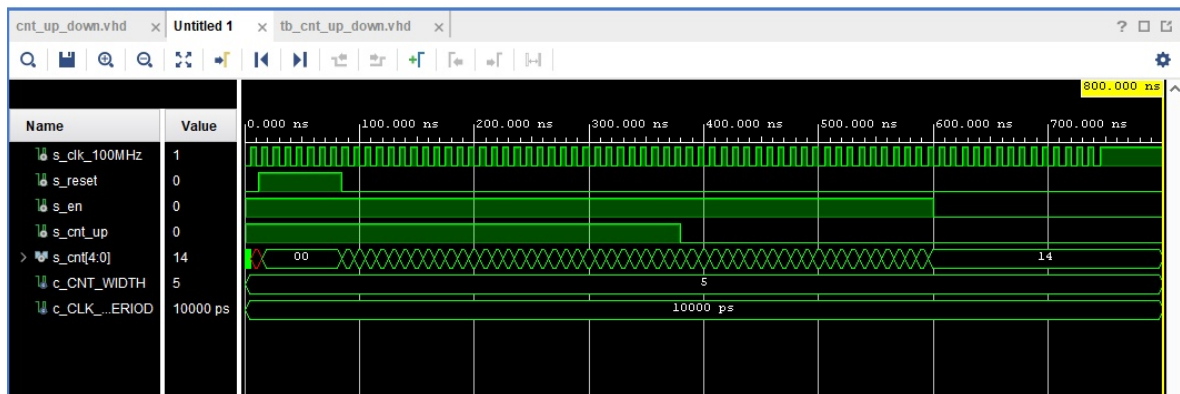 cnt_up_down.vhd × Untitled 1 × tb_cnt_up_down.vhd × ?
800.000 ns
Name Value 0.000 ns 100.000 ns 200.000 ns 300.000 ns 400.000 ns 500.000 ns 600.000 ns 700.000 ns
s_clk_100MHz 1
s_reset 0
s_en 0
s_cnt_up 0
> s_cnt[4:0] 14 00 14
c_CNT_WIDTH 5 5
c_CLK_...ERIOD 10000 ps 10000 ps